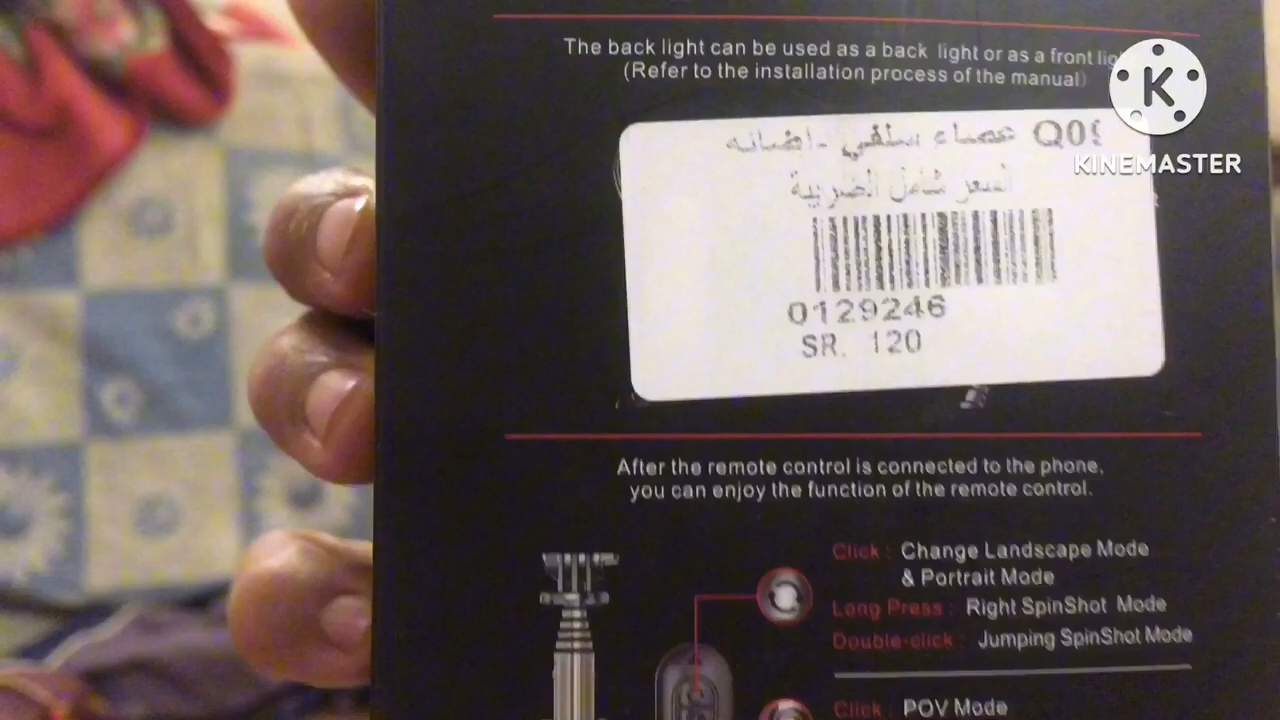 The back light can be used as a back light or as a front
(Refer to the installation process of the manual)
K
KINEMASTER
عصاء سلفي -اضائه
السعر شامل الضريبة
0129246
SR. 120
After the remote control is connected to the phone,
you can enjoy the function of the remote control.
Click : Change Landscape Mode
& Portrait Mode
Long Press : Right SpinShot Mode
Double-click : Jumping SpinShot Mode
Click : POV Mode